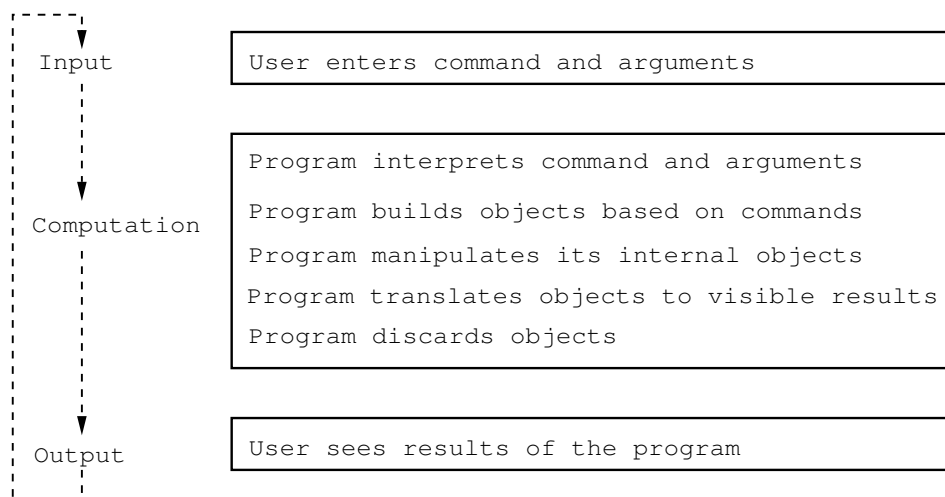 Input
User enters command and arguments
Computation
Program interprets command and arguments
Program builds objects based on commands
Program manipulates its internal objects
Program translates objects to visible results
Program discards objects
Output
User sees results of the program